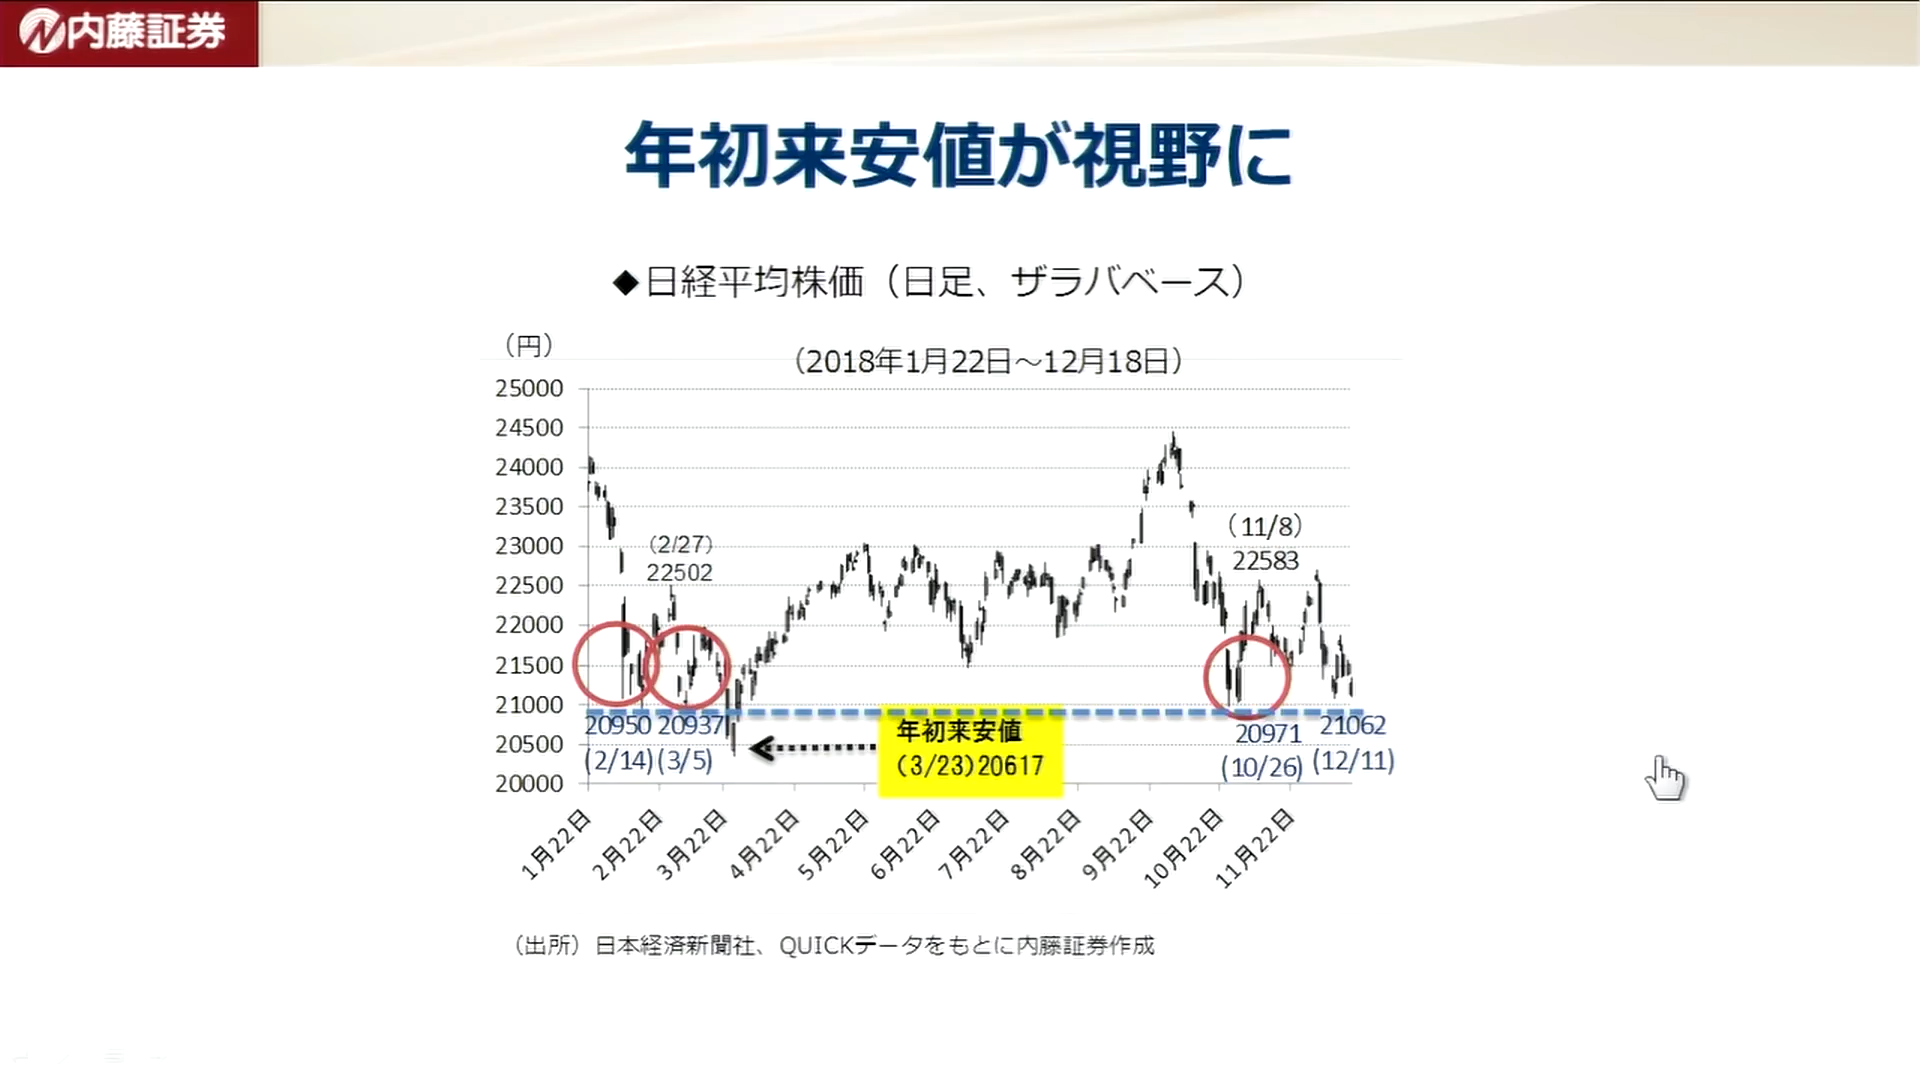 内藤証券
年初来安値が視野に
◆日経平均株価（日足、ザラバベース）
（円）
（2018年1月22日～12月18日）
25000
24500
24000
23500
23000
22500
22000
21500
21000
20500
20000
（2/27）
22502
（11/8）
22583
20950
(2/14)
20937
(3/5)
年初来安値
（3/23）20617
20971
(10/26)
21062
(12/11)
1月22日
2月22日
3月22日
4月22日
5月22日
6月22日
7月22日
8月22日
9月22日
10月22日
11月22日
（出所）日本経済新聞社、QUICKデータをもとに内藤証券作成